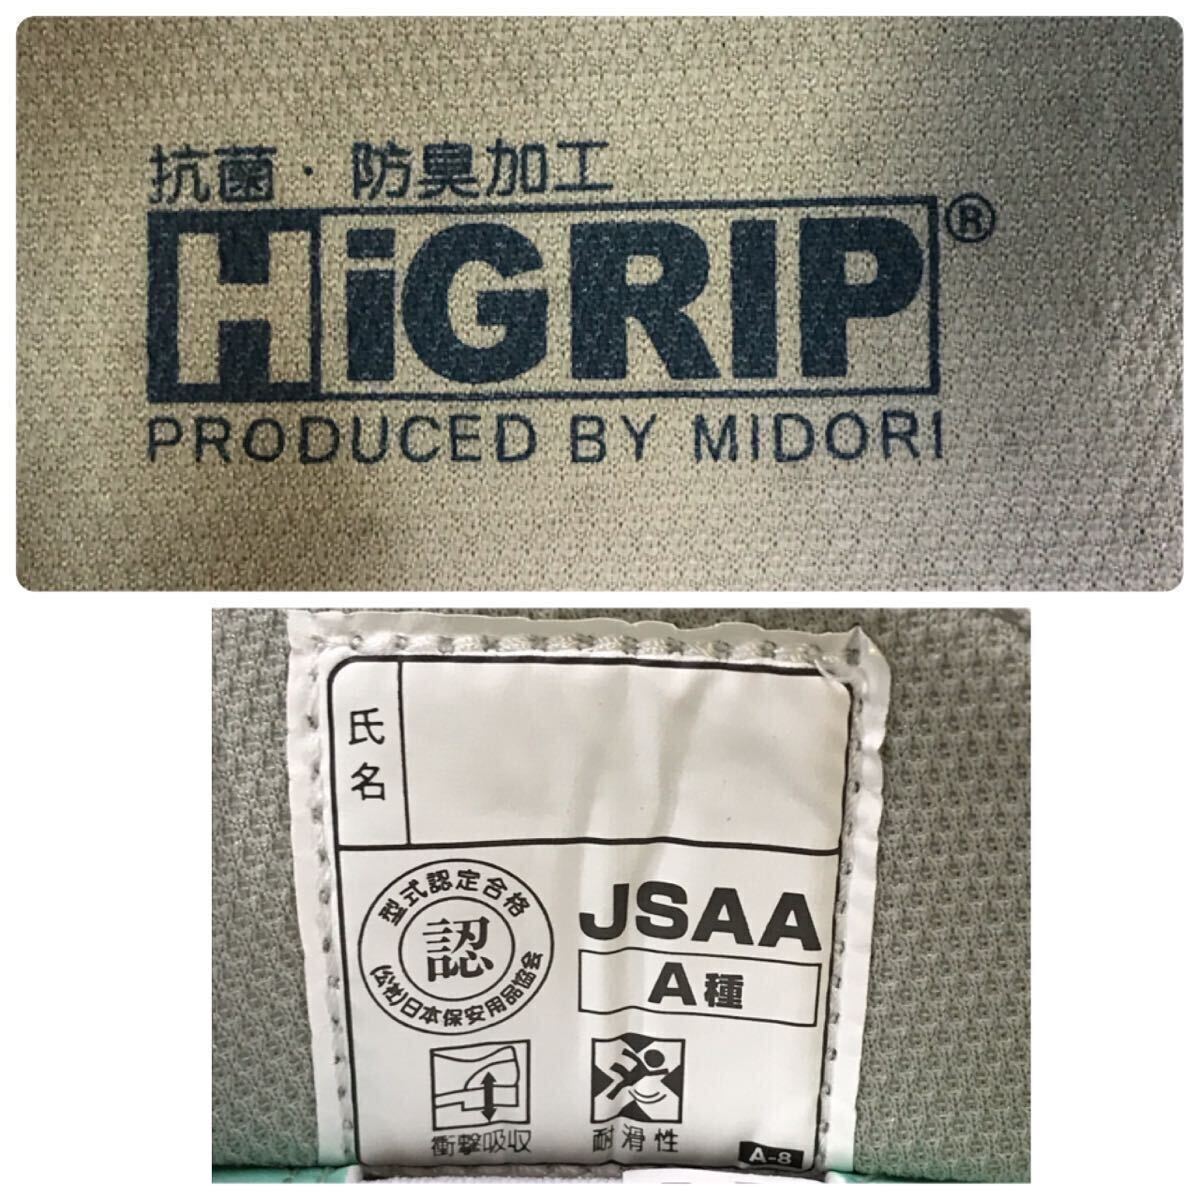 抗菌・防臭加工
HiGRIP®
PRODUCED BY MIDORI
氏名
型式認定合格
認
(公社)日本保安用品協会
JSAA
A種
衝撃吸収
耐滑性
A-8